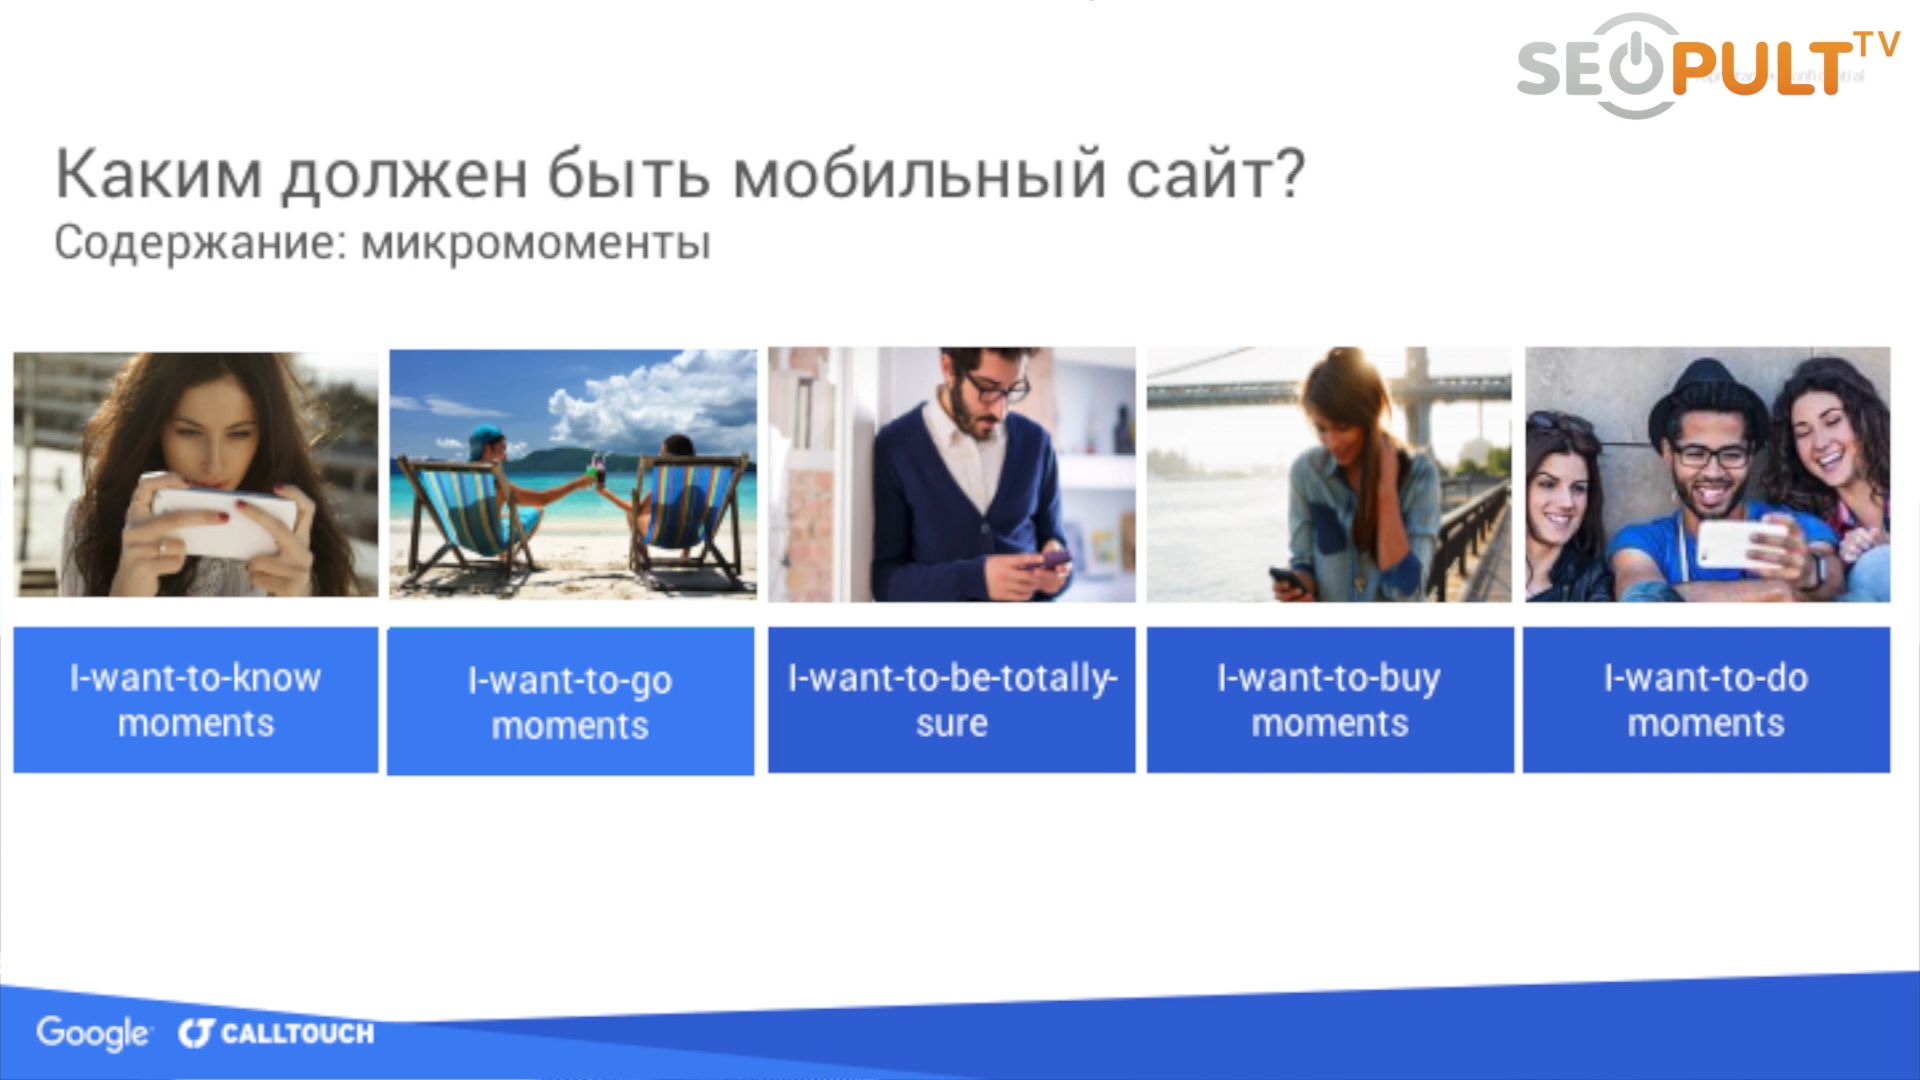 SEOPULT TV
Каким должен быть мобильный сайт?
Содержание: микромоменты
I-want-to-know
moments
I-want-to-go
moments
I-want-to-be-totally-
sure
I-want-to-buy
moments
I-want-to-do
moments
Google CALLTOUCH